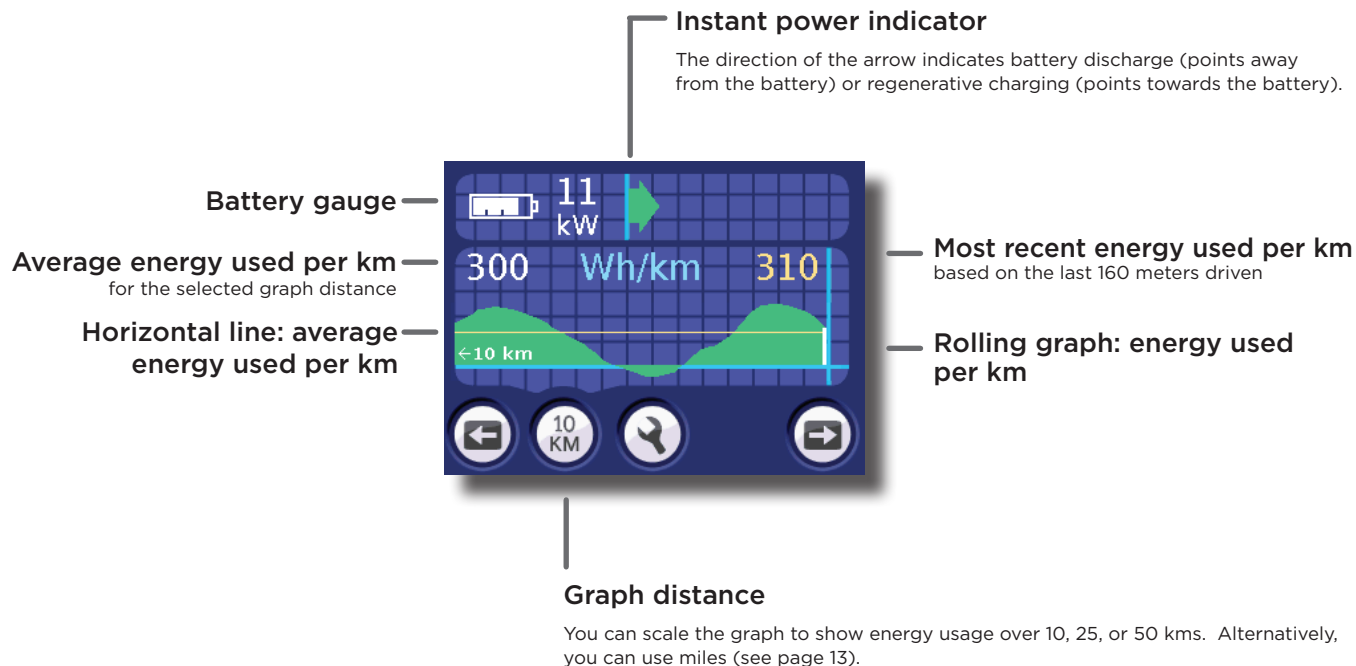 Instant power indicator
The direction of the arrow indicates battery discharge (points away
from the battery) or regenerative charging (points towards the battery).
Battery gauge
11
kW
Average energy used per km
for the selected graph distance
300 Wh/km 310
Most recent energy used per km
based on the last 160 meters driven
Horizontal line: average
energy used per km
←10 km
Rolling graph: energy used
per km
10
KM
Graph distance
You can scale the graph to show energy usage over 10, 25, or 50 kms. Alternatively,
you can use miles (see page 13).